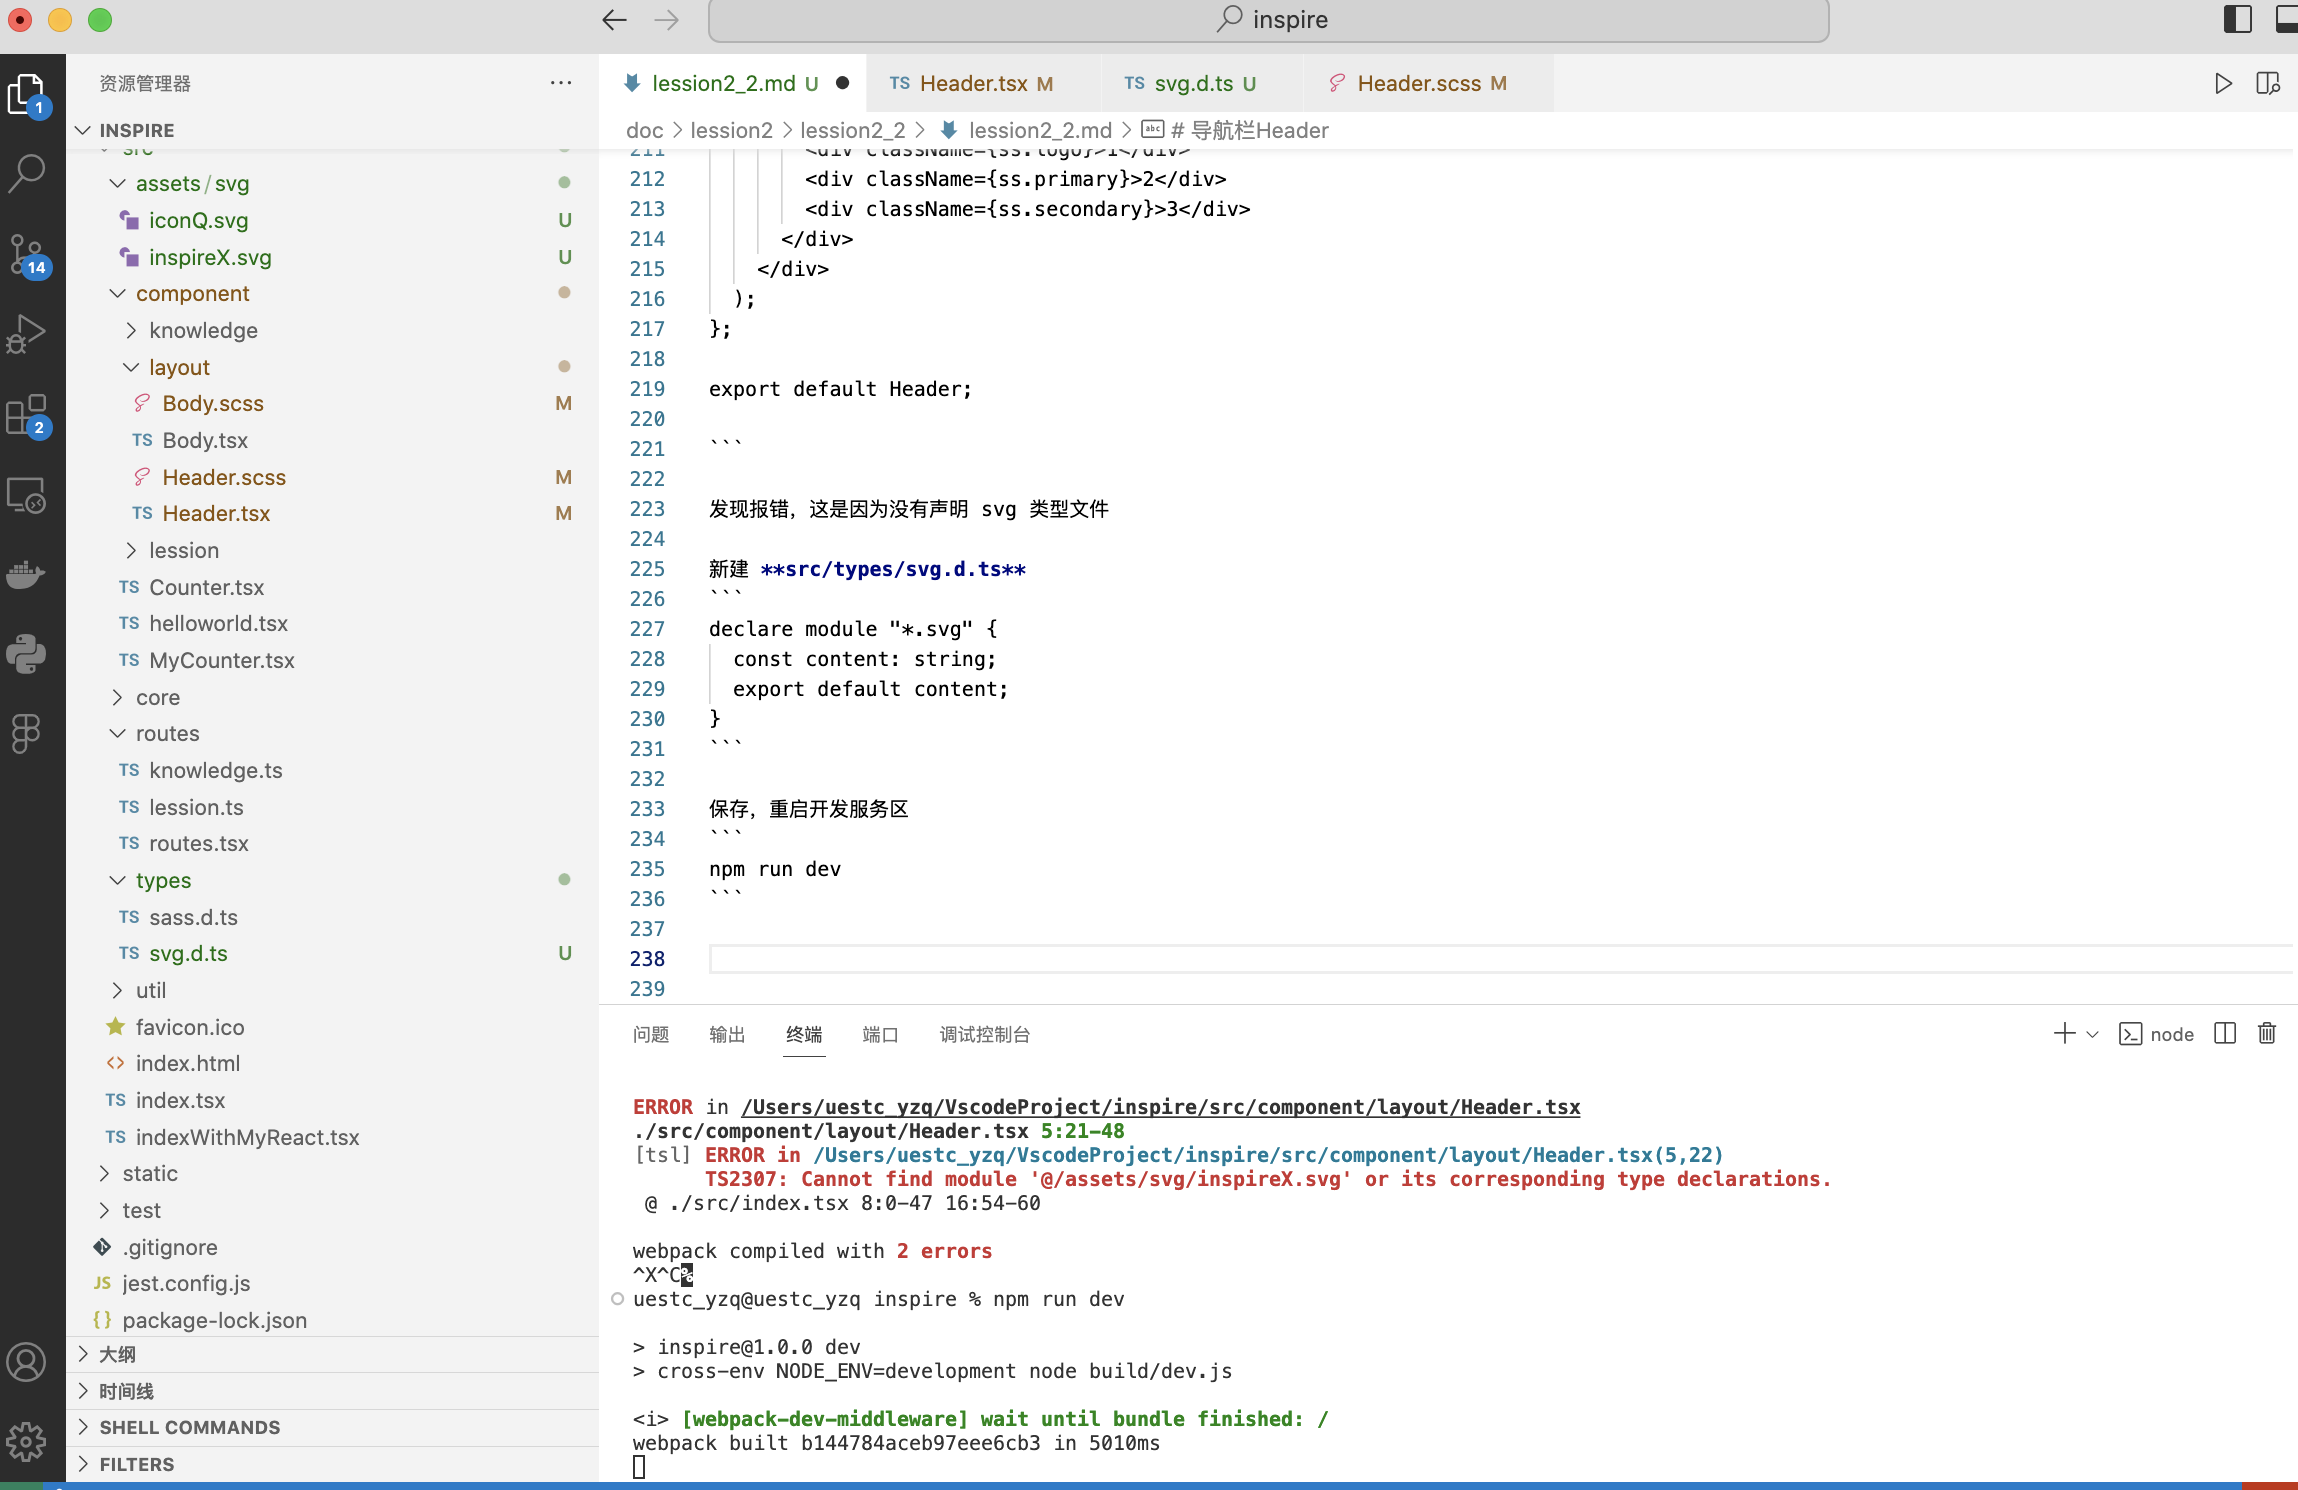 inspire
资源管理器
lession2_2.md U
TS Header.tsx M
TS svg.d.ts U
Header.scss M
1
INSPIRE
doc > lession2 > lession2_2 > lession2_2.md > # 导航栏Header
src
assets/svg
iconQ.svg U
inspireX.svg U
component
knowledge
layout
Body.scss M
TS Body.tsx
Header.scss M
TS Header.tsx M
lession
TS Counter.tsx
TS helloworld.tsx
TS MyCounter.tsx
core
routes
TS knowledge.ts
TS lession.ts
TS routes.tsx
types
TS sass.d.ts
TS svg.d.ts U
util
favicon.ico
index.html
TS index.tsx
TS indexWithMyReact.tsx
static
test
.gitignore
JS jest.config.js
{} package-lock.json
大纲
时间线
SHELL COMMANDS
FILTERS
14
2
211 <div className={ss.logo}>1</div>
212 <div className={ss.primary}>2</div>
213 <div className={ss.secondary}>3</div>
214 </div>
215 </div>
216 );
217 };
218
219 export default Header;
220
221 ```
222
223 发现报错，这是因为没有声明 svg 类型文件
224
225 新建 **src/types/svg.d.ts**
226 ```
227 declare module "*.svg" {
228 const content: string;
229 export default content;
230 }
231 ```
232
233 保存，重启开发服务区
234 ```
235 npm run dev
236 ```
237
238
239
问题 输出 终端 端口 调试控制台
node
ERROR in /Users/uestc_yzq/VscodeProject/inspire/src/component/layout/Header.tsx
./src/component/layout/Header.tsx 5:21-48
[tsl] ERROR in /Users/uestc_yzq/VscodeProject/inspire/src/component/layout/Header.tsx(5,22)
TS2307: Cannot find module '@/assets/svg/inspireX.svg' or its corresponding type declarations.
@ ./src/index.tsx 8:0-47 16:54-60
webpack compiled with 2 errors
^X^C%
uestc_yzq@uestc_yzq inspire % npm run dev
> inspire@1.0.0 dev
> cross-env NODE_ENV=development node build/dev.js
<i> [webpack-dev-middleware] wait until bundle finished: /
webpack built b144784aceb97eee6cb3 in 5010ms